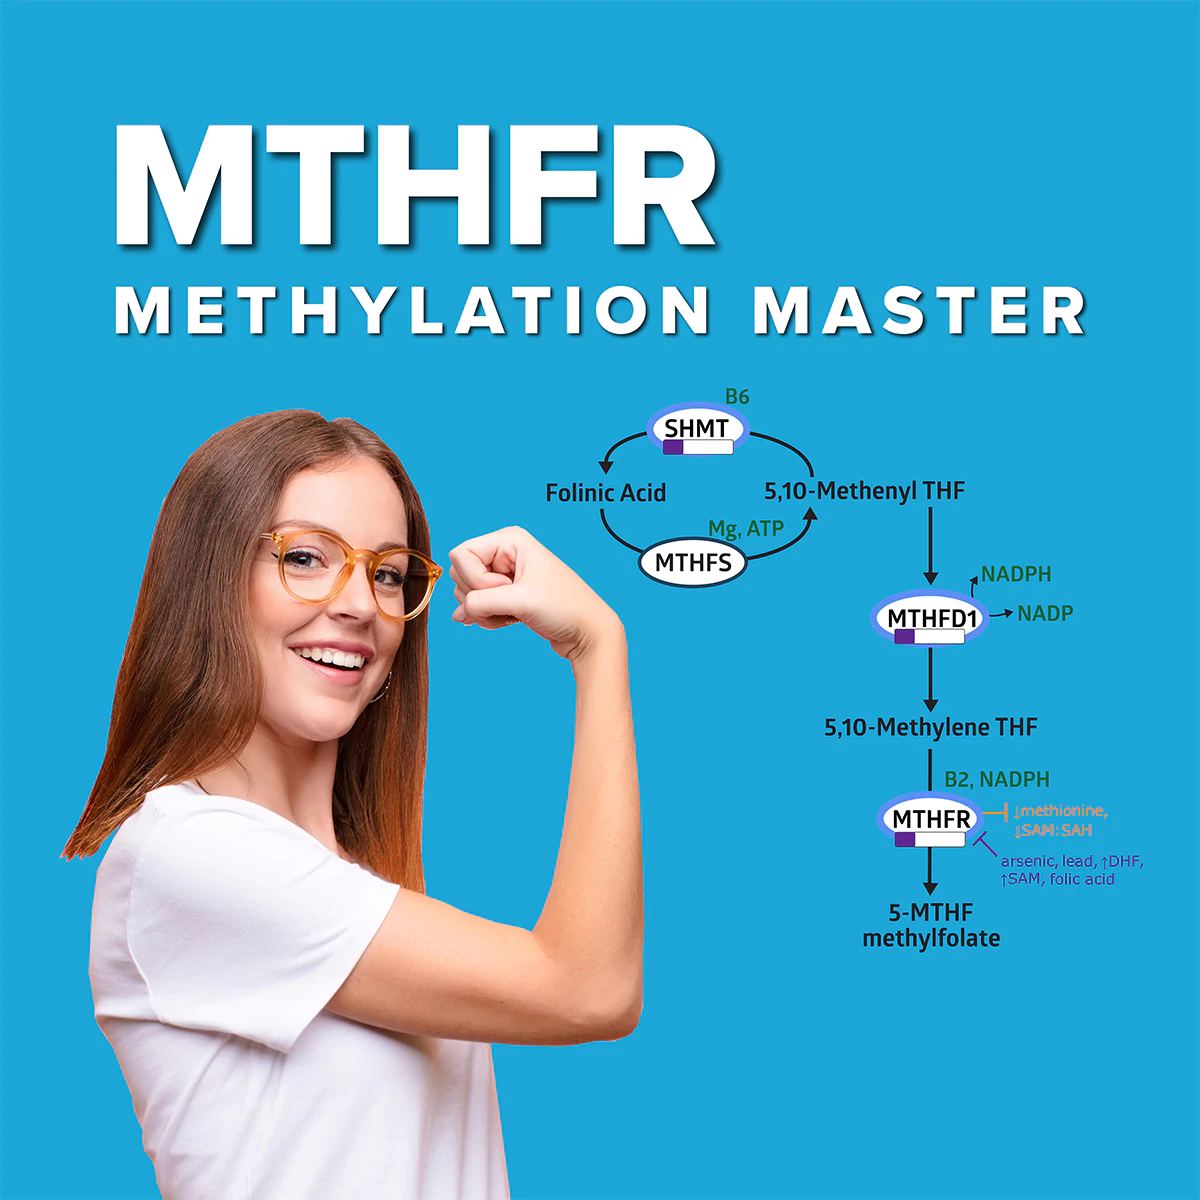 MTHFR
METHYLATION MASTER
B6
SHMT
Folinic Acid
5,10-Methenyl THF
Mg, ATP
MTHFS
NADPH
MTHFD1
NADP
5,10-Methylene THF
B2, NADPH
MTHFR
↓methionine,
↓SAM:SAH
arsenic, lead, ↑DHF,
↑SAM, folic acid
5-MTHF
methylfolate